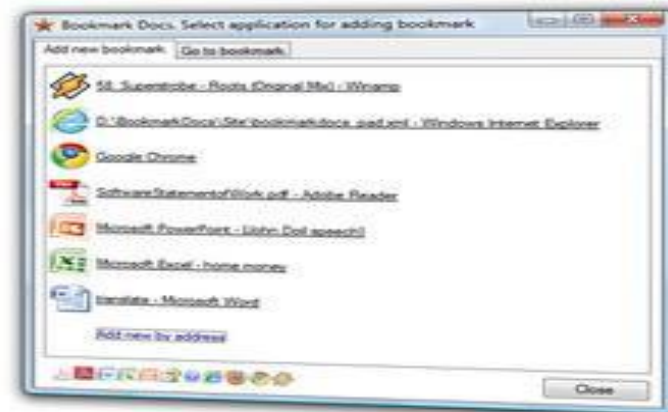 Bookmark Docs. Select application for adding bookmark
Add new bookmark Go to bookmark
58. Superstrobe - Roots (Original Mix) - Winamp
D:\BookmarkDocs\Site\bookmarkdocs_pad.xml - Windows Internet Explorer
Google Chrome
SoftwareStatementofWork.pdf - Adobe Reader
Microsoft PowerPoint - [John Doll speech]
Microsoft Excel - home money
translate - Microsoft Word
Add new by address
Close